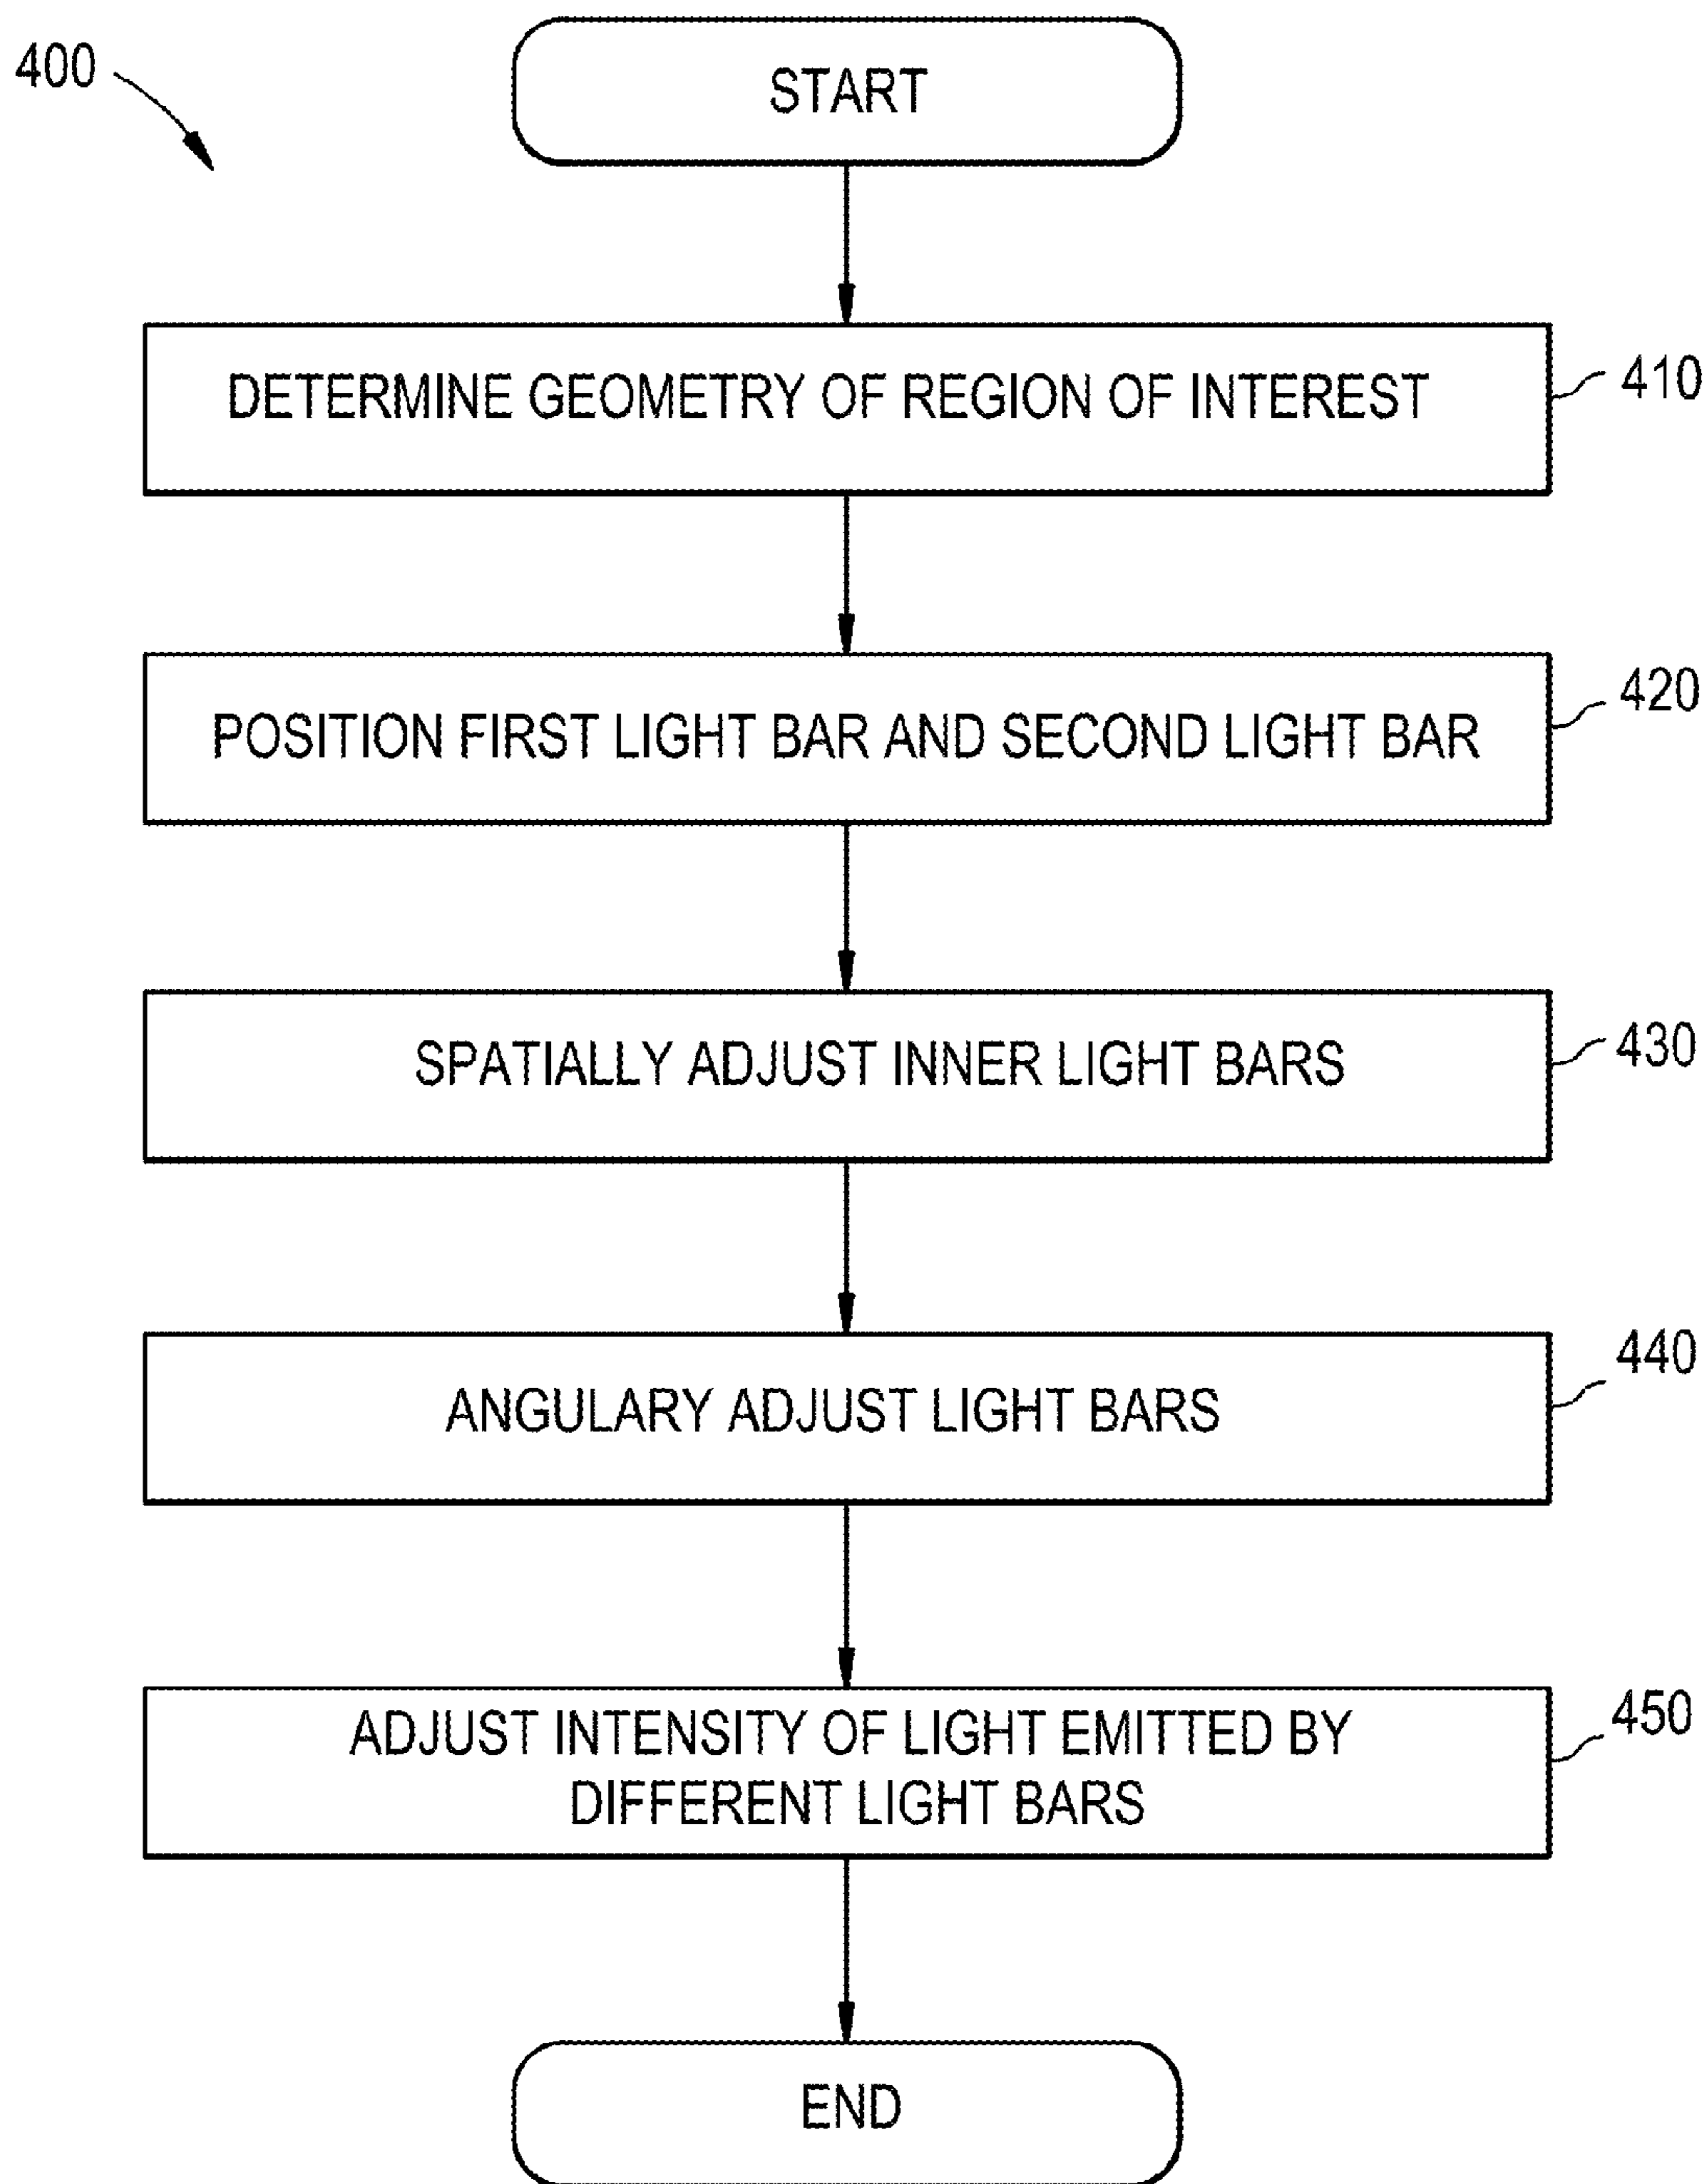 400
START
DETERMINE GEOMETRY OF REGION OF INTEREST
410
POSITION FIRST LIGHT BAR AND SECOND LIGHT BAR
420
SPATIALLY ADJUST INNER LIGHT BARS
430
ANGULARY ADJUST LIGHT BARS
440
ADJUST INTENSITY OF LIGHT EMITTED BY
DIFFERENT LIGHT BARS
450
END